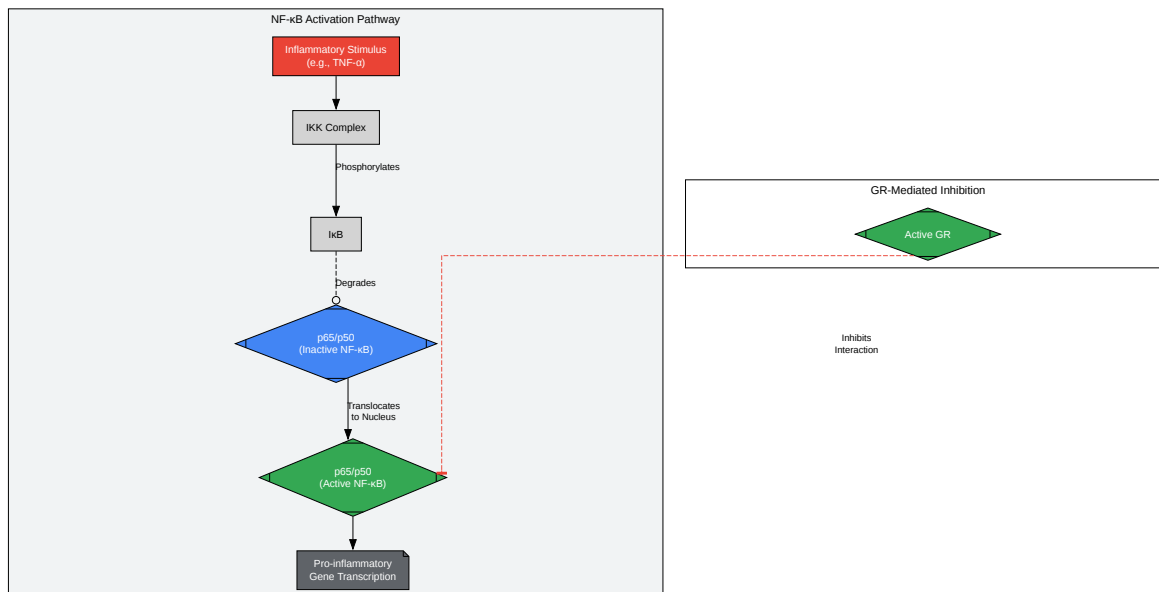 NF-κB Activation Pathway
Inflammatory Stimulus
(e.g., TNF-α)
IKK Complex
Phosphorylates
IκB
Degrades
p65/p50
(Inactive NF-κB)
Translocates
to Nucleus
p65/p50
(Active NF-κB)
Pro-inflammatory
Gene Transcription
GR-Mediated Inhibition
Active GR
Inhibits
Interaction